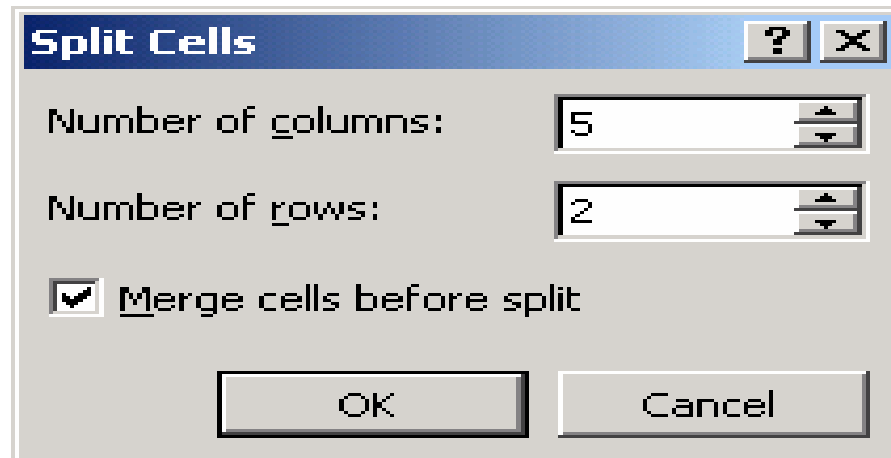 Split Cells ?
Number of columns: 5
Number of rows: 2
Merge cells before split
OK Cancel